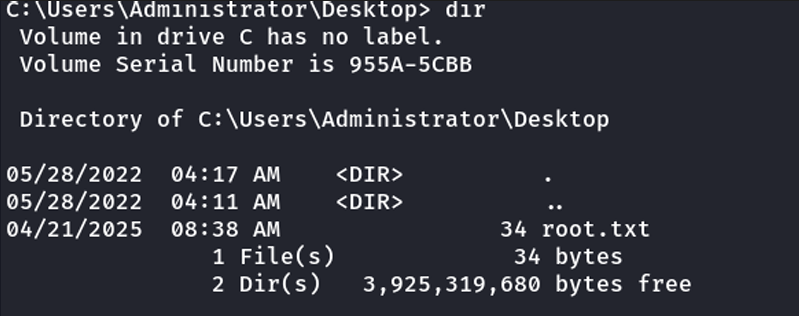 C:\Users\Administrator\Desktop> dir
 Volume in drive C has no label.
 Volume Serial Number is 955A-5CBB

 Directory of C:\Users\Administrator\Desktop

05/28/2022  04:17 AM    <DIR>          .
05/28/2022  04:11 AM    <DIR>          ..
04/21/2025  08:38 AM                34 root.txt
               1 File(s)             34 bytes
               2 Dir(s)   3,925,319,680 bytes free